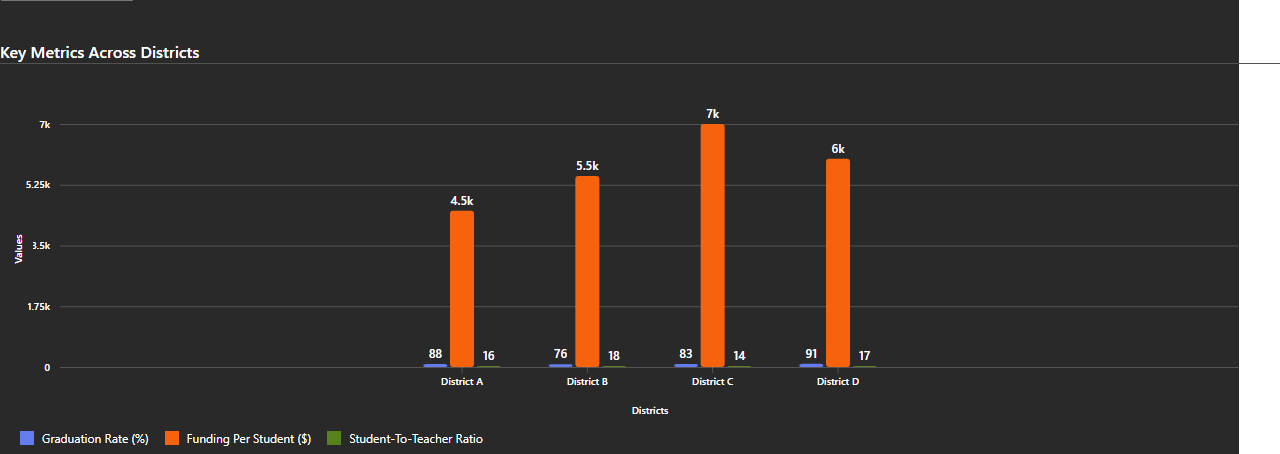 Key Metrics Across Districts
7k
7k
6k
5.5k
5.25k
4.5k
3.5k
Values
1.75k
88 16 76 18 83 14 91 17
0
District A District B District C District D
Districts
Graduation Rate (%) Funding Per Student ($) Student-To-Teacher Ratio